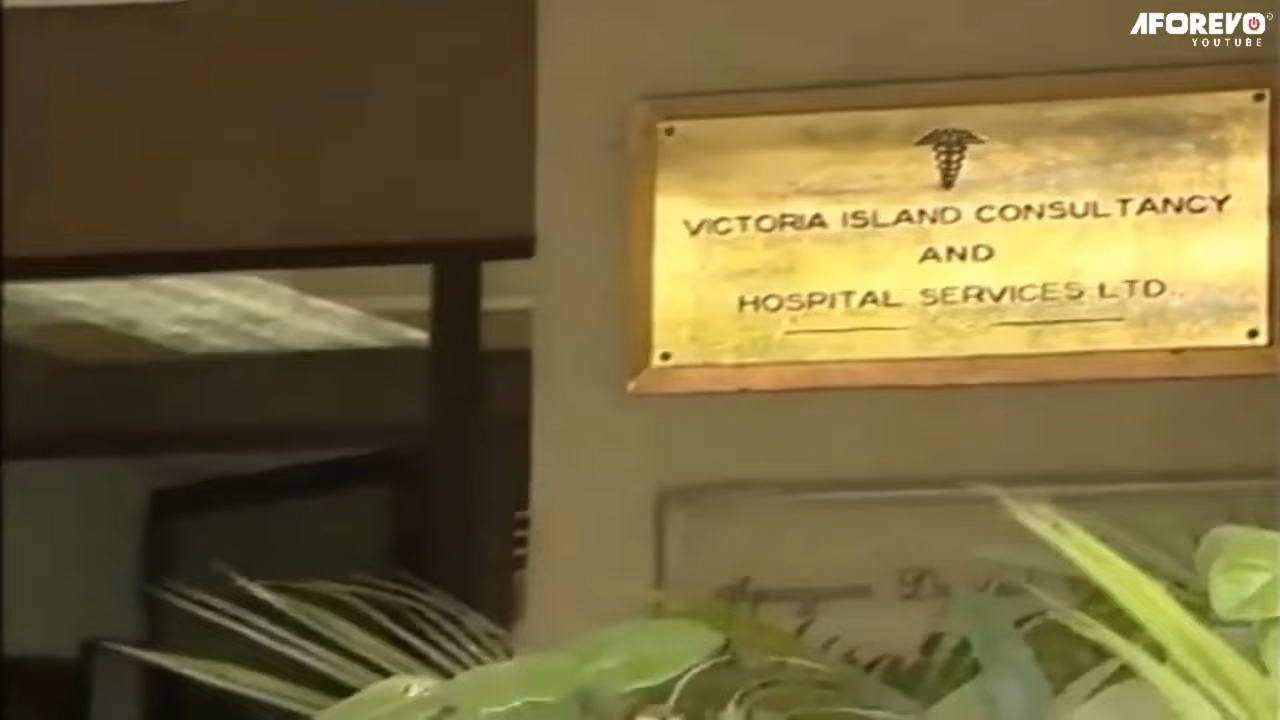 AFOREVO
YOUTUBE
VICTORIA ISLAND CONSULTANCY
AND
HOSPITAL SERVICES LTD